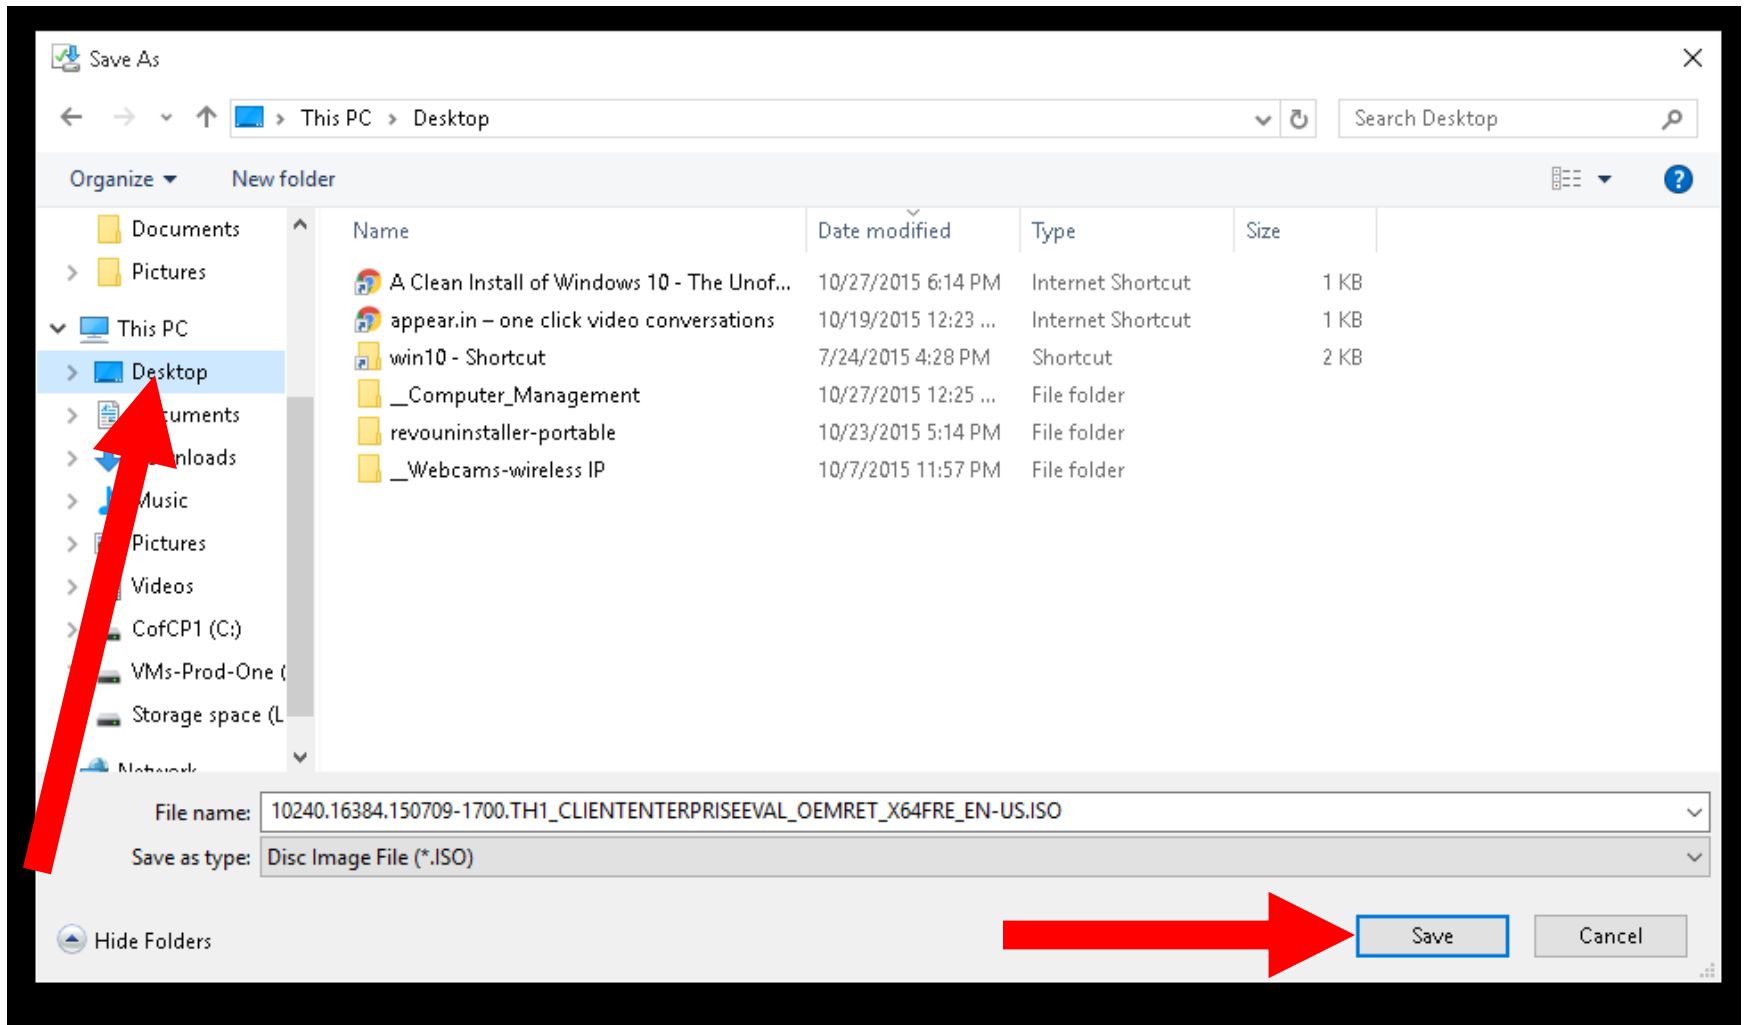 Save As
This PC > Desktop
Search Desktop
Organize
New folder
Documents
Pictures
This PC
Desktop
Music
Pictures
Videos
CofCP1 (C:)
VMs-Prod-One (
Storage space (L
Network
Name Date modified Type Size
A Clean Install of Windows 10 - The Unof... 10/27/2015 6:14 PM Internet Shortcut 1 KB
appear.in – one click video conversations 10/19/2015 12:23 ... Internet Shortcut 1 KB
win10 - Shortcut 7/24/2015 4:28 PM Shortcut 2 KB
__Computer_Management 10/27/2015 12:25 ... File folder
revouninstaller-portable 10/23/2015 5:14 PM File folder
__Webcams-wireless IP 10/7/2015 11:57 PM File folder
File name: 10240.16384.150709-1700.TH1_CLIENTENTERPRISEEVAL_OEMRET_X64FRE_EN-US.ISO
Save as type: Disc Image File (*.ISO)
Hide Folders
Save
Cancel